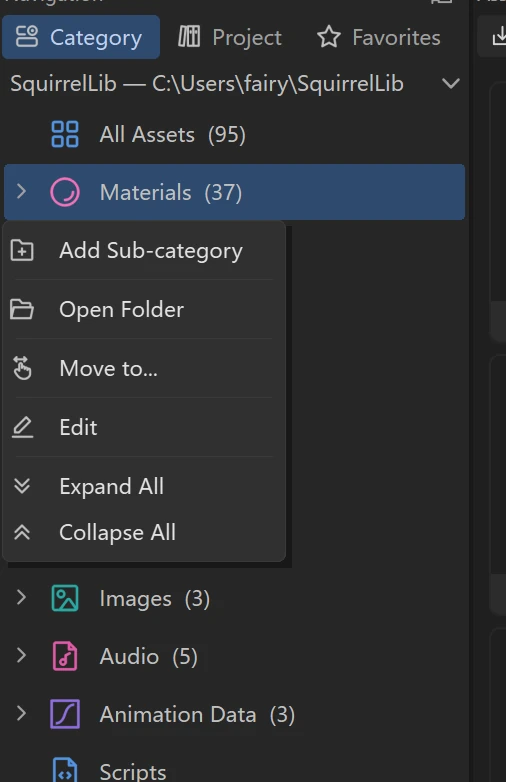 Category Project Favorites
SquirrelLib — C:\Users\fairy\SquirrelLib
All Assets (95)
Materials (37)
Add Sub-category
Open Folder
Move to...
Edit
Expand All
Collapse All
Images (3)
Audio (5)
Animation Data (3)
Scripts